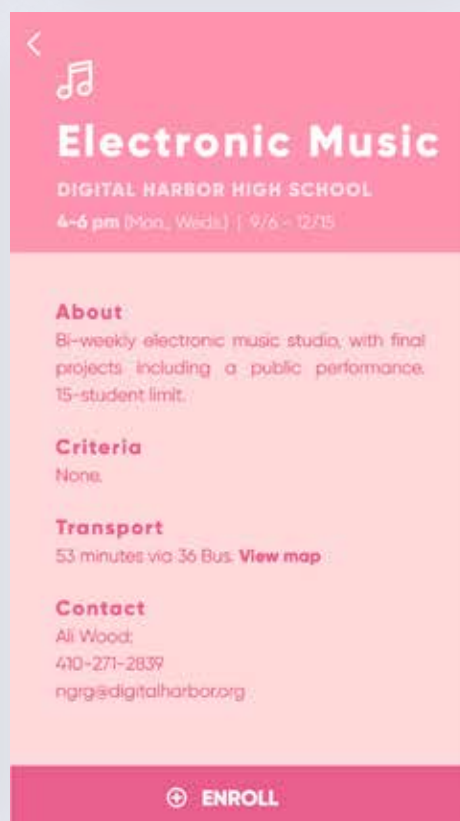 Electronic Music
DIGITAL HARBOR HIGH SCHOOL
4-6 pm (Mon., Weds.) | 9/6 - 12/15
About
Bi-weekly electronic music studio, with final
projects including a public performance.
15-student limit.
Criteria
None.
Transport
53 minutes via 36 Bus. View map
Contact
Ali Wood;
410-271-2839
ngrg@digitalharbor.org
ENROLL